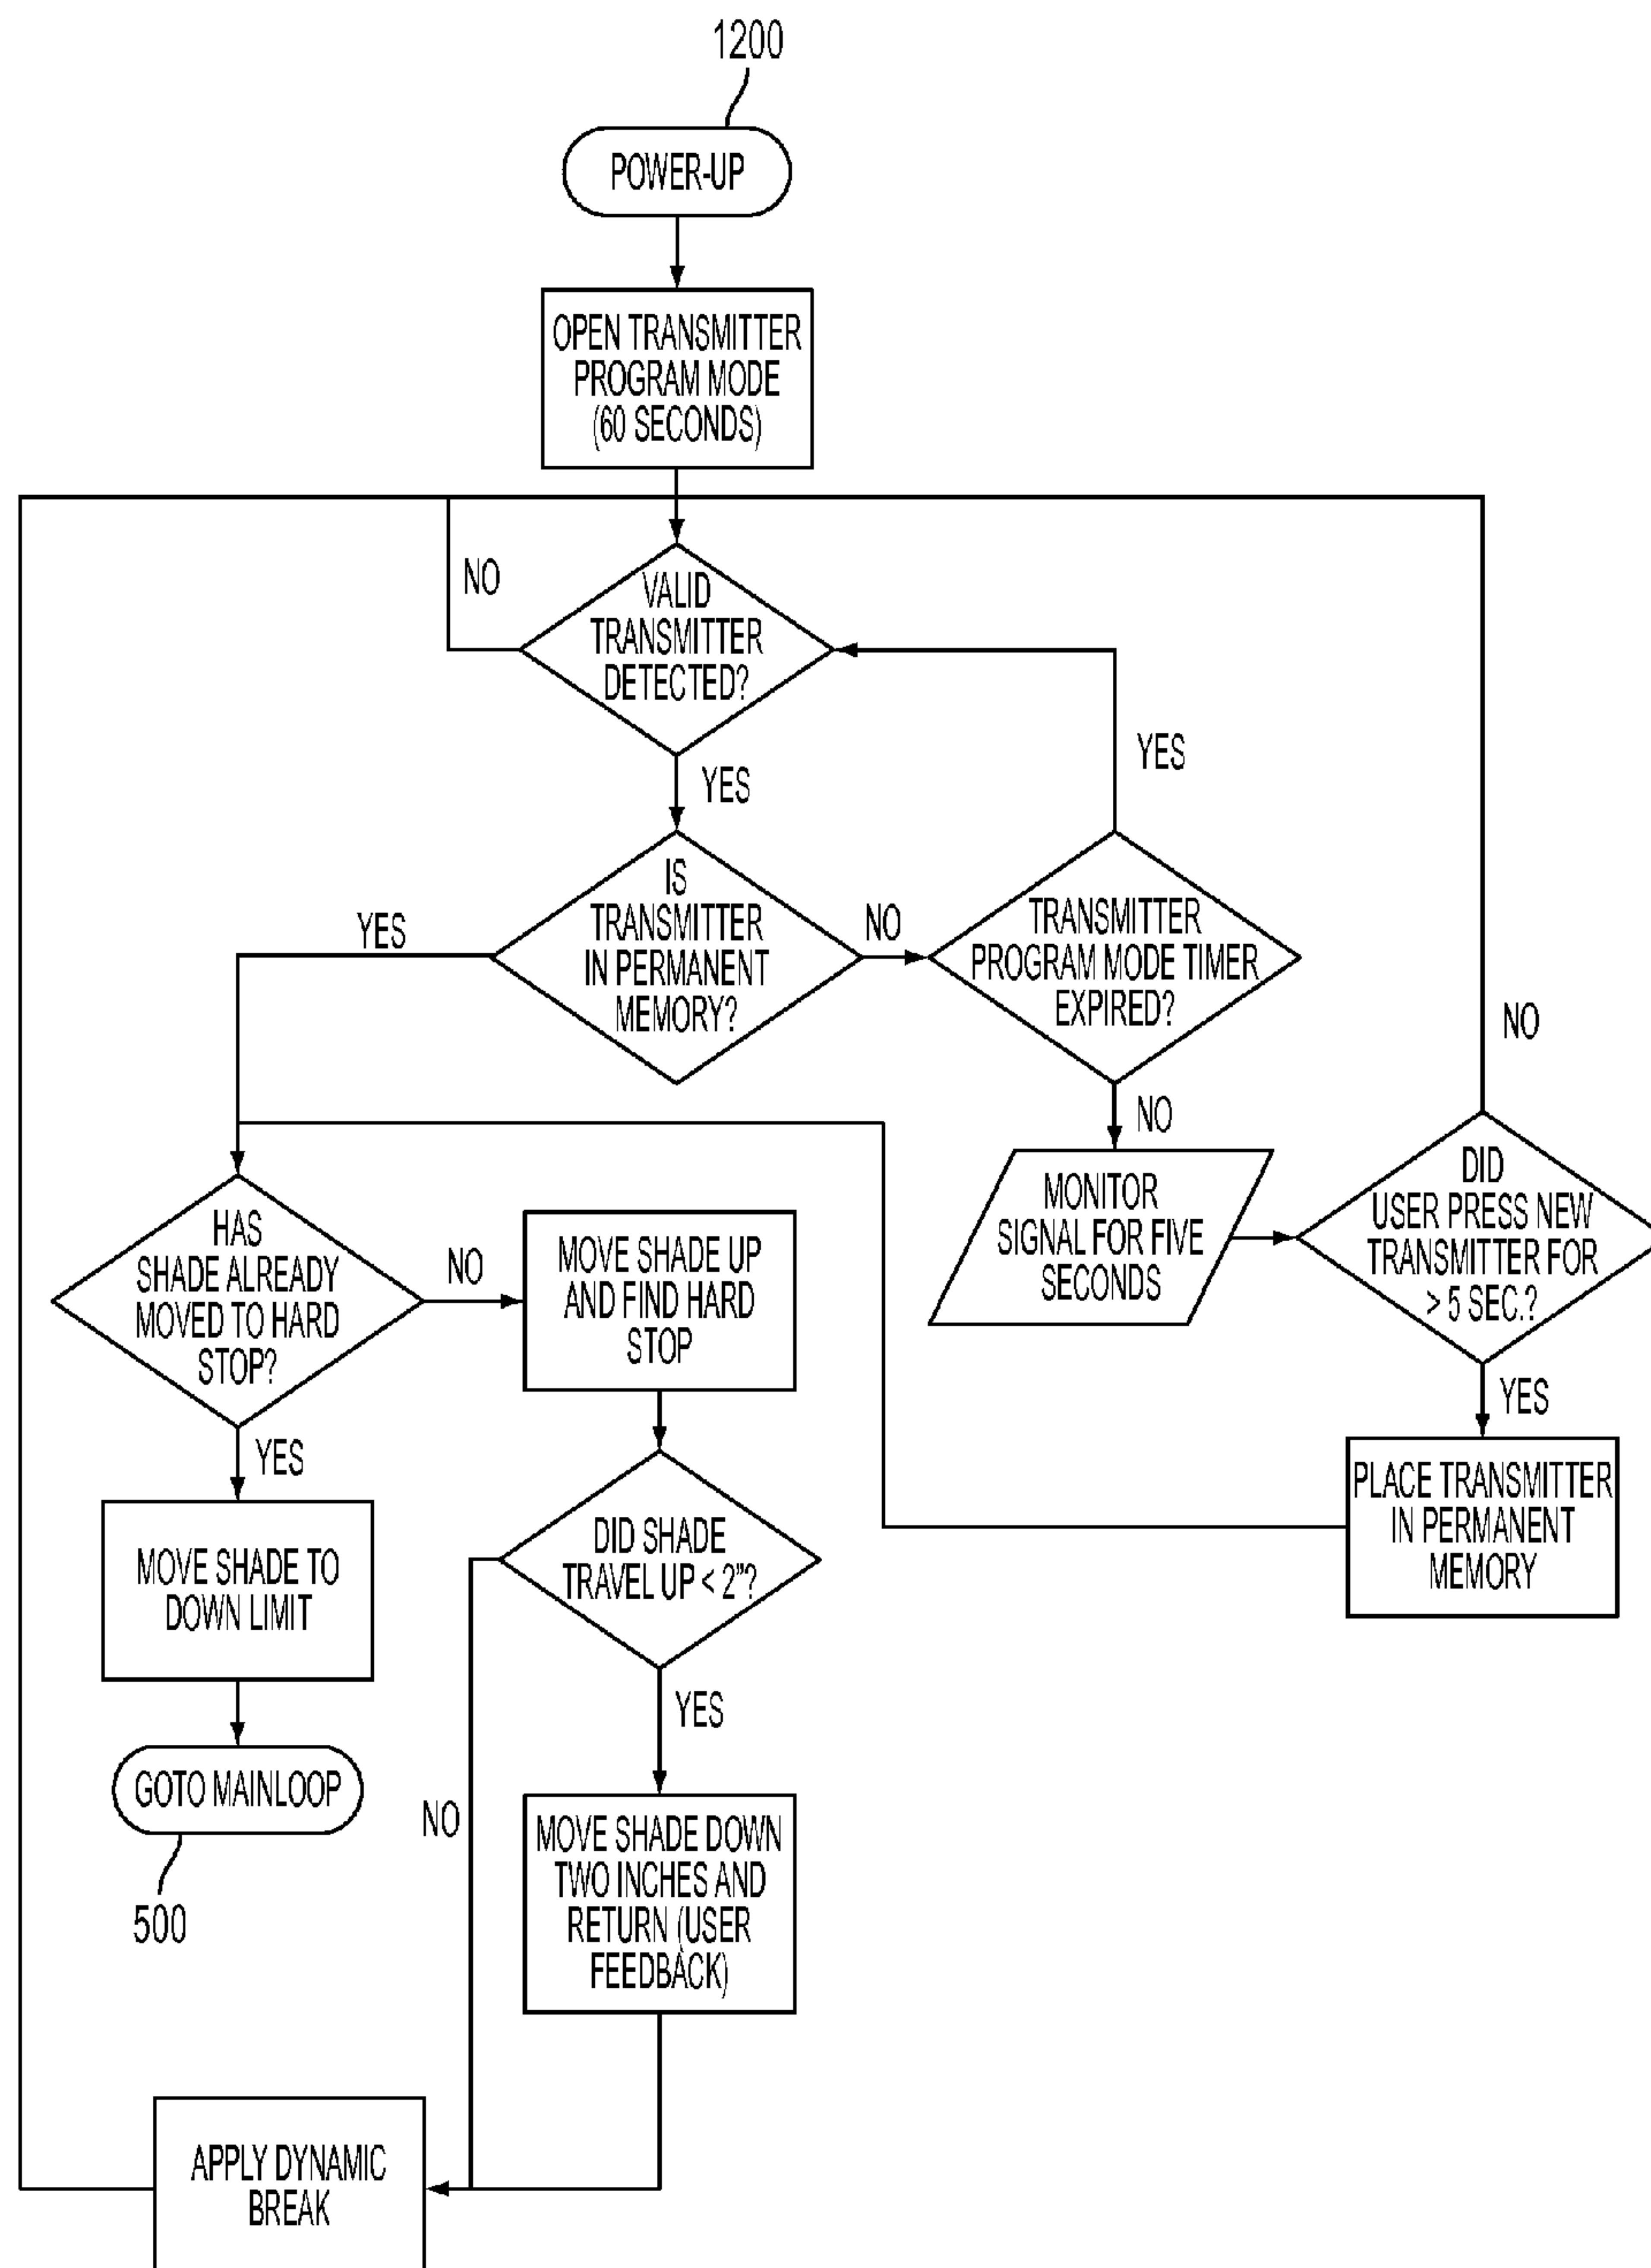 1200
POWER-UP
OPEN TRANSMITTER
PROGRAM MODE
(60 SECONDS)
NO
VALID
TRANSMITTER
DETECTED?
YES
YES
IS
TRANSMITTER
IN PERMANENT
MEMORY?
YES
NO
TRANSMITTER
PROGRAM MODE TIMER
EXPIRED?
NO
NO
HAS
SHADE ALREADY
MOVED TO HARD
STOP?
NO
MOVE SHADE UP
AND FIND HARD
STOP
MONITOR
SIGNAL FOR FIVE
SECONDS
DID
USER PRESS NEW
TRANSMITTER FOR
> 5 SEC.?
YES
YES
PLACE TRANSMITTER
IN PERMANENT
MEMORY
MOVE SHADE TO
DOWN LIMIT
DID SHADE
TRAVEL UP < 2”?
YES
GOTO MAINLOOP
500
NO
MOVE SHADE DOWN
TWO INCHES AND
RETURN (USER
FEEDBACK)
APPLY DYNAMIC
BREAK